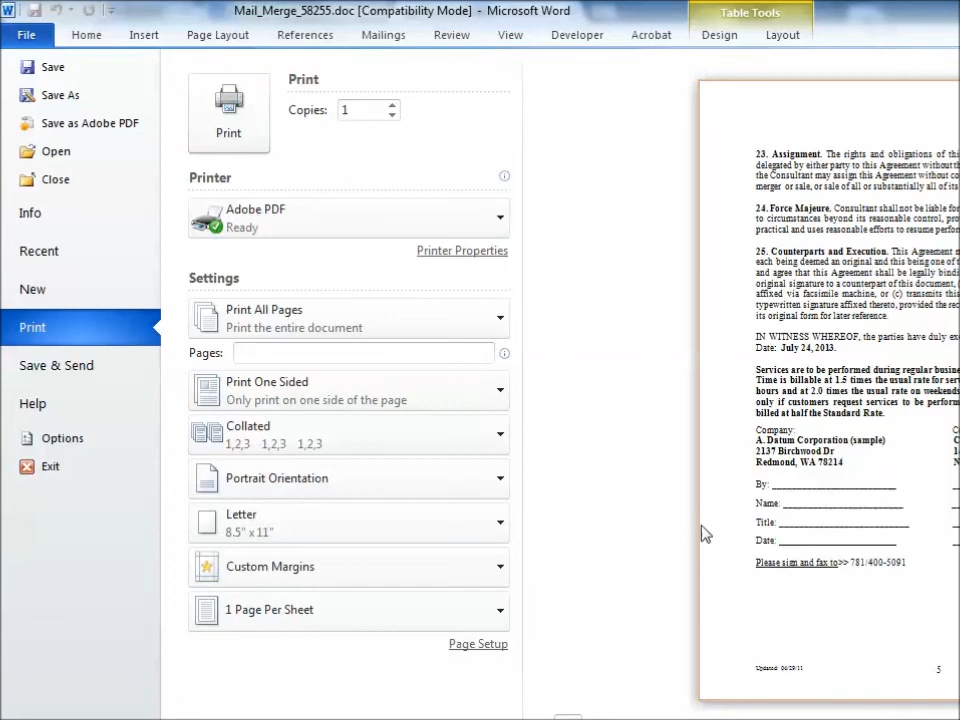 Mail_Merge_58255.doc [Compatibility Mode] - Microsoft Word
Table Tools
File Home Insert Page Layout References Mailings Review View Developer Acrobat Design Layout
Save
Save As
Save as Adobe PDF
Open
Close
Info
Recent
New
Print
Save & Send
Help
Options
Exit
Print
Print
Copies: 1
Printer
Adobe PDF
Ready
Printer Properties
Settings
Print All Pages
Print the entire document
Pages:
Print One Sided
Only print on one side of the page
Collated
1,2,3 1,2,3 1,2,3
Portrait Orientation
Letter
8.5" x 11"
Custom Margins
1 Page Per Sheet
Page Setup
23. Assignment. The rights and obligations of thi
delegated by either party to this Agreement without th
the Consultant may assign this Agreement without co
merger or sale, or sale of all or substantially all of its
24. Force Majeure. Consultant shall not be liable for
to circumstances beyond its reasonable control, pro
practical and uses reasonable efforts to resume perfor
25. Counterparts and Execution. This Agreement m
each being deemed an original and this being one of t
and agree that this Agreement shall be legally bindi
original signature to a counterpart of this document, (
affixed via facsimile machine, or (c) transmits this
typewritten signature affixed thereto, provided the rec
its original form for later reference.
IN WITNESS WHEREOF, the parties have duly exe
Date: July 24, 2013.
Services are to be performed during regular busine
Time is billable at 1.5 times the usual rate for serv
hours and at 2.0 times the usual rate on weekends
only if customers request services to be perform
billed at half the Standard Rate.
Company:
A. Datum Corporation (sample)
2137 Birchwood Dr
Redmond, WA 78214
By:
Name:
Title:
Date:
Please sign and fax to>> 781/400-5091
Updated: 06/29/11
5